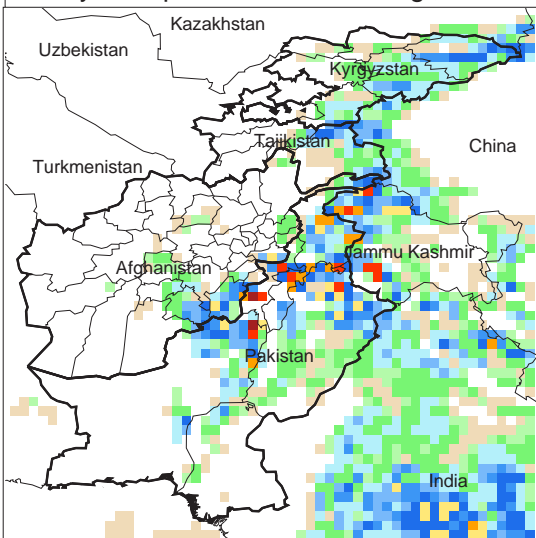 Kazakhstan
Uzbekistan
Kyrgyzstan
Tajikistan
China
Turkmenistan
Jammu Kashmir
Afghanistan
Pakistan
India